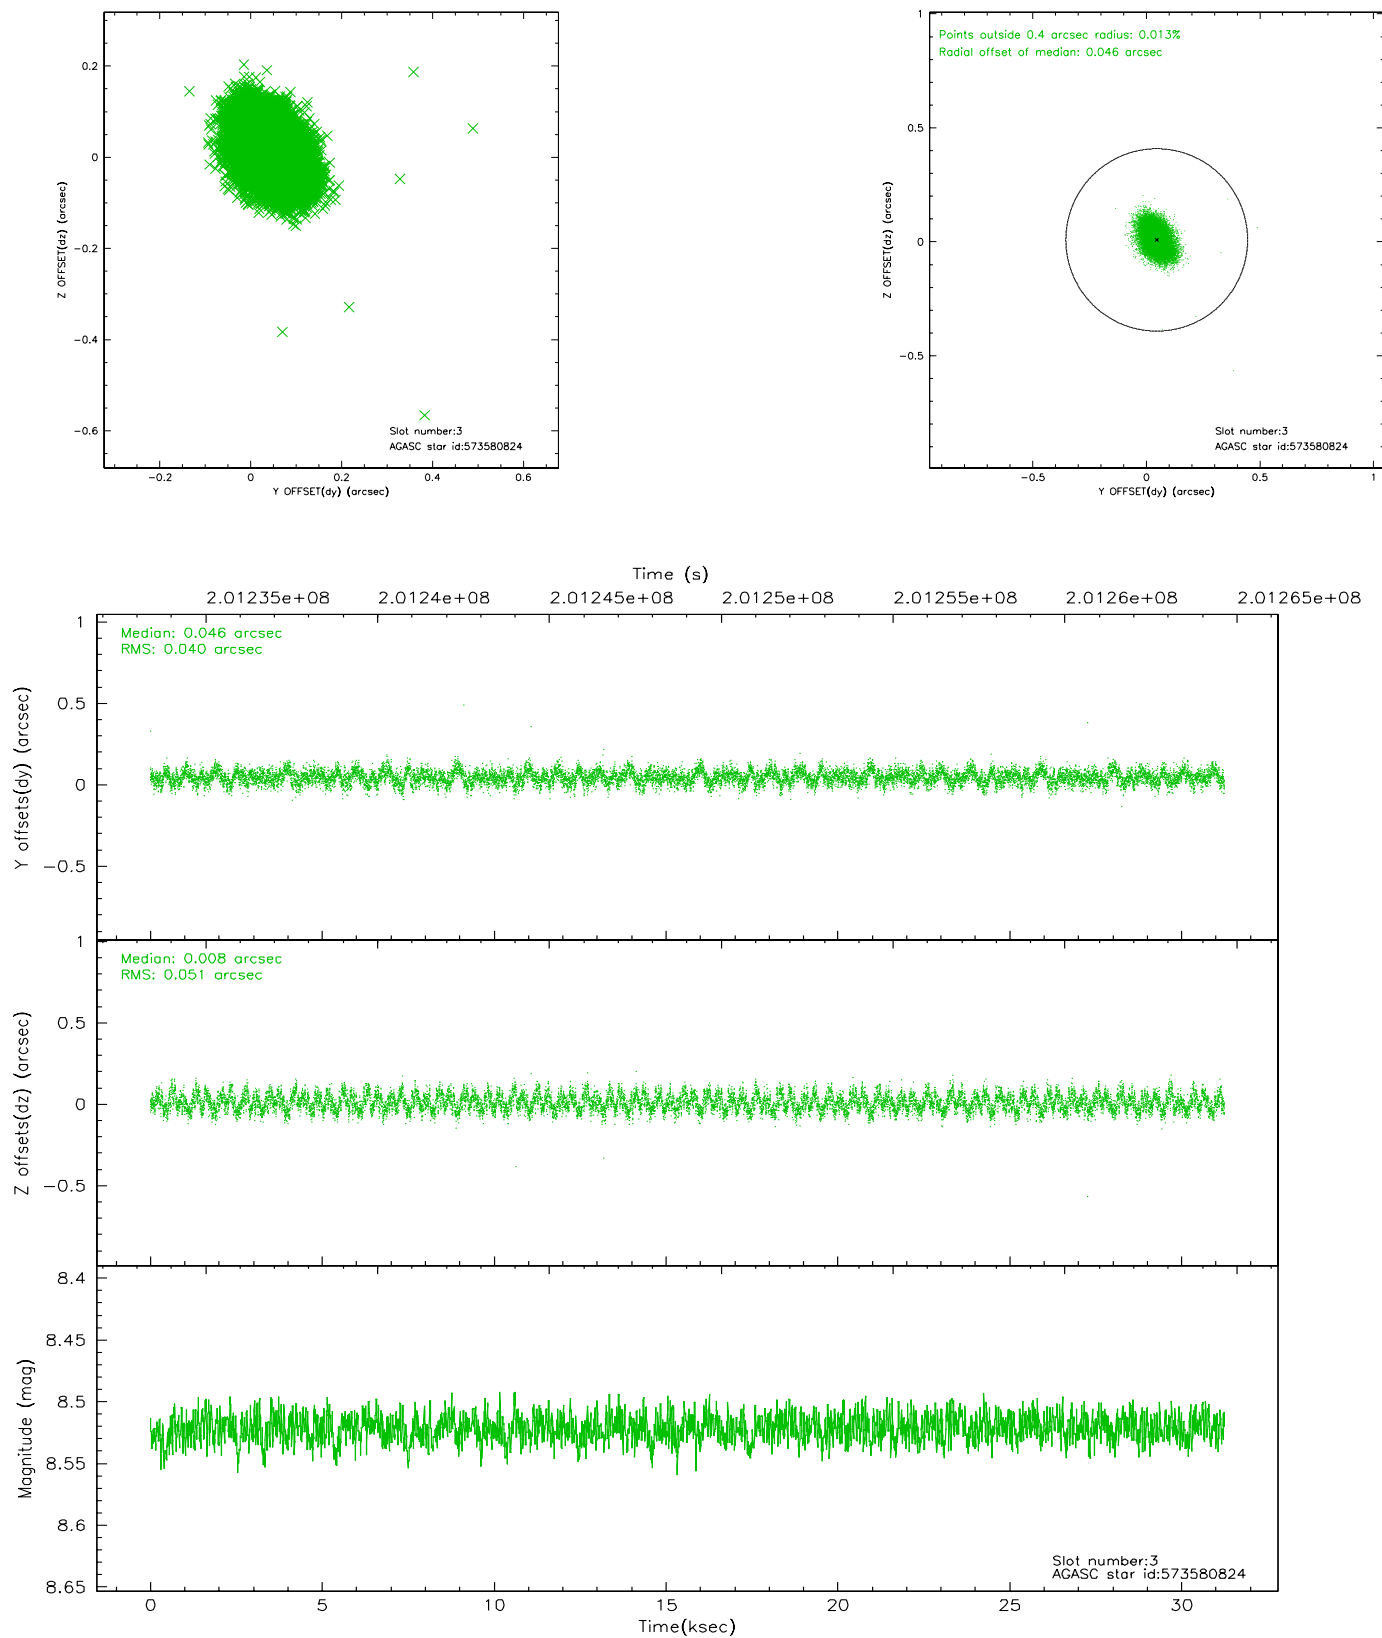 0.2
0
−0.2
−0.4
−0.6
Z OFFSET(dz) (arcsec)
Slot number:3
AGASC star id:573580824
−0.2 0 0.2 0.4 0.6
Y OFFSET(dy) (arcsec)
Points outside 0.4 arcsec radius: 0.013%
Radial offset of median: 0.046 arcsec
1
0.5
0
−0.5
Z OFFSET(dz) (arcsec)
Slot number:3
AGASC star id:573580824
−0.5 0 0.5 1
Y OFFSET(dy) (arcsec)
Time (s)
2.01235e+08 2.0124e+08 2.01245e+08 2.0125e+08 2.01255e+08 2.0126e+08 2.01265e+08
Median: 0.046 arcsec
RMS: 0.040 arcsec
1
0.5
0
−0.5
Y offsets(dy) (arcsec)
Median: 0.008 arcsec
RMS: 0.051 arcsec
1
0.5
0
−0.5
Z offsets(dz) (arcsec)
8.4
8.45
8.5
8.55
8.6
8.65
Magnitude (mag)
Slot number:3
AGASC star id:573580824
0 5 10 15 20 25 30
Time(ksec)